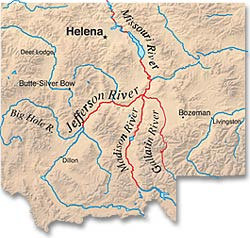 Missouri River
Helena
Deer Lodge
Butte-Silver Bow
Jefferson River
Big Hole R.
Madison River
Gallatin River
Bozeman
Livingston
Dillon